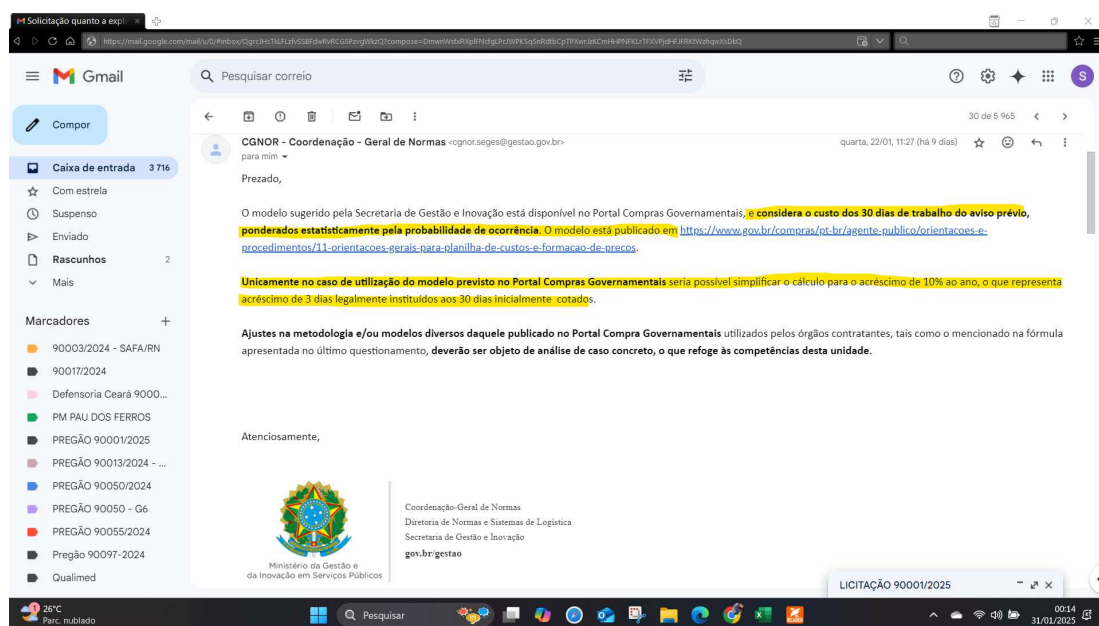 Solicitação quanto a expli
https://mail.google.com/mail/u/0/#inbox/
Gmail
Pesquisar correio
S
Compor
30 de 5 965
CGNOR - Coordenação - Geral de Normas <cgnor.seges@gestao.gov.br>
quarta, 22/01, 11:27 (há 9 dias)
para mim
Caixa de entrada 3 716
Com estrela
Suspenso
Enviado
Rascunhos 2
Mais
Marcadores +
90003/2024 - SAFA/RN
90017/2024
Defensoria Ceará 9000...
PM PAU DOS FERROS
PREGÃO 90001/2025
PREGÃO 90013/2024 - ...
PREGÃO 90050/2024
PREGÃO 90050 - G6
PREGÃO 90055/2024
Pregão 90097-2024
Qualimed
Prezado,
O modelo sugerido pela Secretaria de Gestão e Inovação está disponível no Portal Compras Governamentais, e considera o custo dos 30 dias de trabalho do aviso prévio,
ponderados estatisticamente pela probabilidade de ocorrência. O modelo está publicado em https://www.gov.br/compras/pt-br/agente-publico/orientacoes-e-
procedimentos/11-orientacoes-gerais-para-planilha-de-custos-e-formacao-de-precos.
Unicamente no caso de utilização do modelo previsto no Portal Compras Governamentais seria possível simplificar o cálculo para o acréscimo de 10% ao ano, o que representa
acréscimo de 3 dias legalmente instituídos aos 30 dias inicialmente cotados.
Ajustes na metodologia e/ou modelos diversos daquele publicado no Portal Compra Governamentais utilizados pelos órgãos contratantes, tais como o mencionado na fórmula
apresentada no último questionamento, deverão ser objeto de análise de caso concreto, o que refoge às competências desta unidade.
Atenciosamente,
Ministério da Gestão e
da Inovação em Serviços Públicos
Coordenação-Geral de Normas
Diretoria de Normas e Sistemas de Logística
Secretaria de Gestão e Inovação
gov.br/gestao
LICITAÇÃO 90001/2025
1
26°C
Parc. nublado
Pesquisar
00:14
31/01/2025